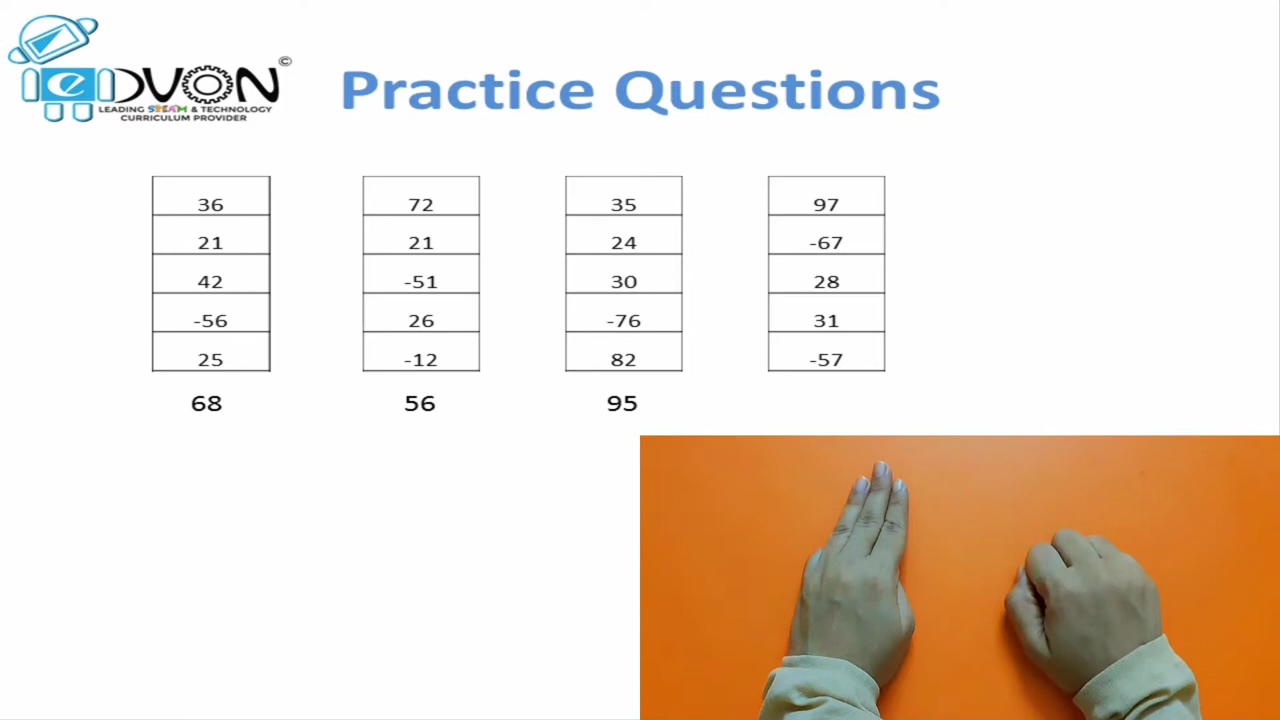 eDVON ©
LEADING STEAM & TECHNOLOGY
CURRICULUM PROVIDER
Practice Questions
36 72 35 97
21 21 24 -67
42 -51 30 28
-56 26 -76 31
25 -12 82 -57
68 56 95